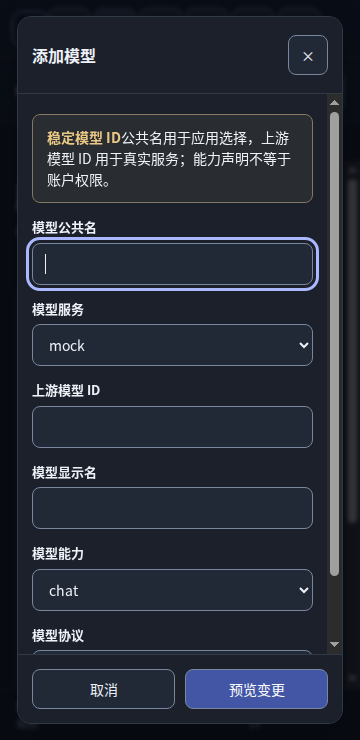 添加模型
×
稳定模型 ID公共名用于应用选择，上游
模型 ID 用于真实服务；能力声明不等于
账户权限。
模型公共名
模型服务
mock
上游模型 ID
模型显示名
模型能力
chat
模型协议
取消
预览变更